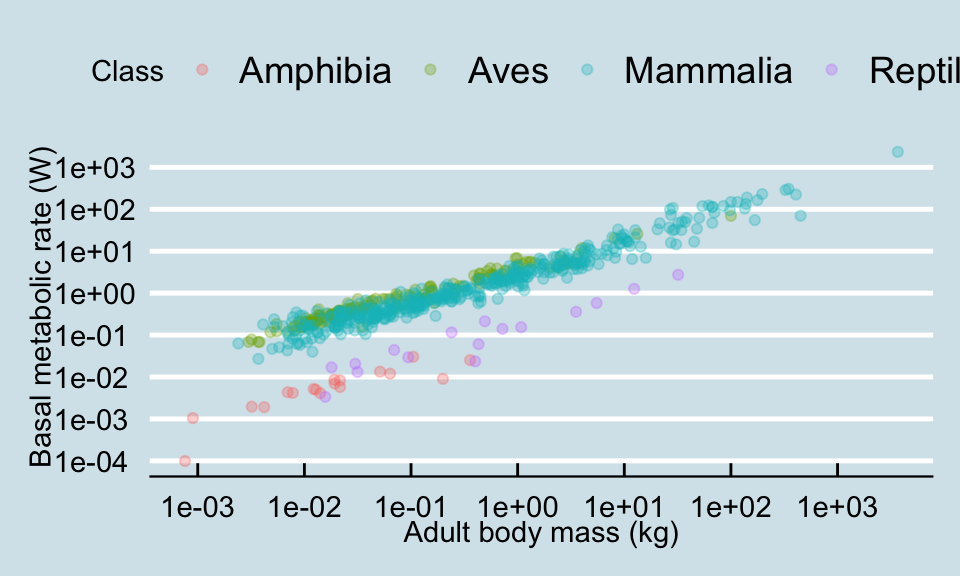 Class Amphibia Aves Mammalia Reptil
Basal metabolic rate (W)
1e+03
1e+02
1e+01
1e+00
1e-01
1e-02
1e-03
1e-04
1e-03 1e-02 1e-01 1e+00 1e+01 1e+02 1e+03
Adult body mass (kg)